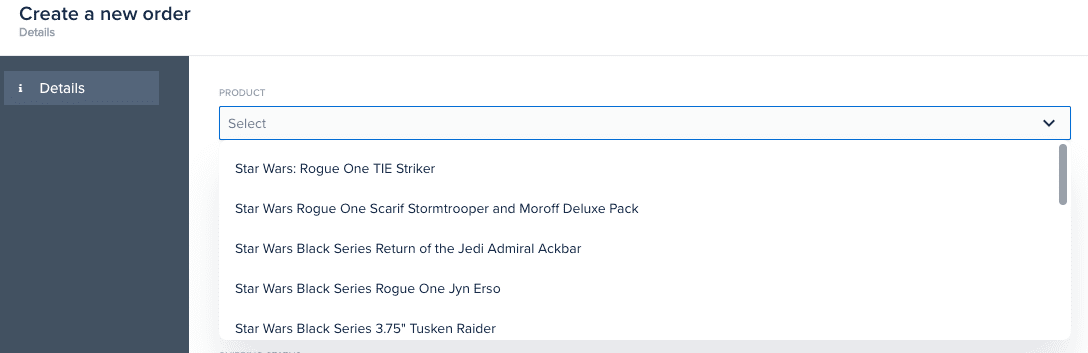 Create a new order
Details
i Details
PRODUCT
Select
Star Wars: Rogue One TIE Striker
Star Wars Rogue One Scarif Stormtrooper and Moroff Deluxe Pack
Star Wars Black Series Return of the Jedi Admiral Ackbar
Star Wars Black Series Rogue One Jyn Erso
Star Wars Black Series 3.75" Tusken Raider